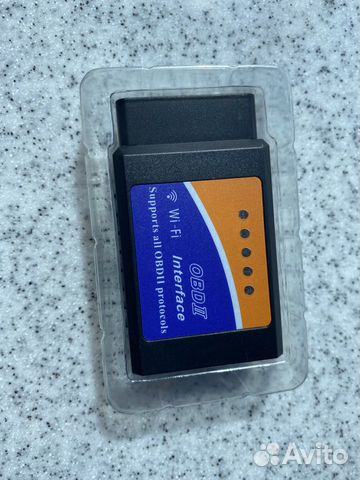 OBDII
Wi-Fi Interface
Supports all OBDII protocols
Avito